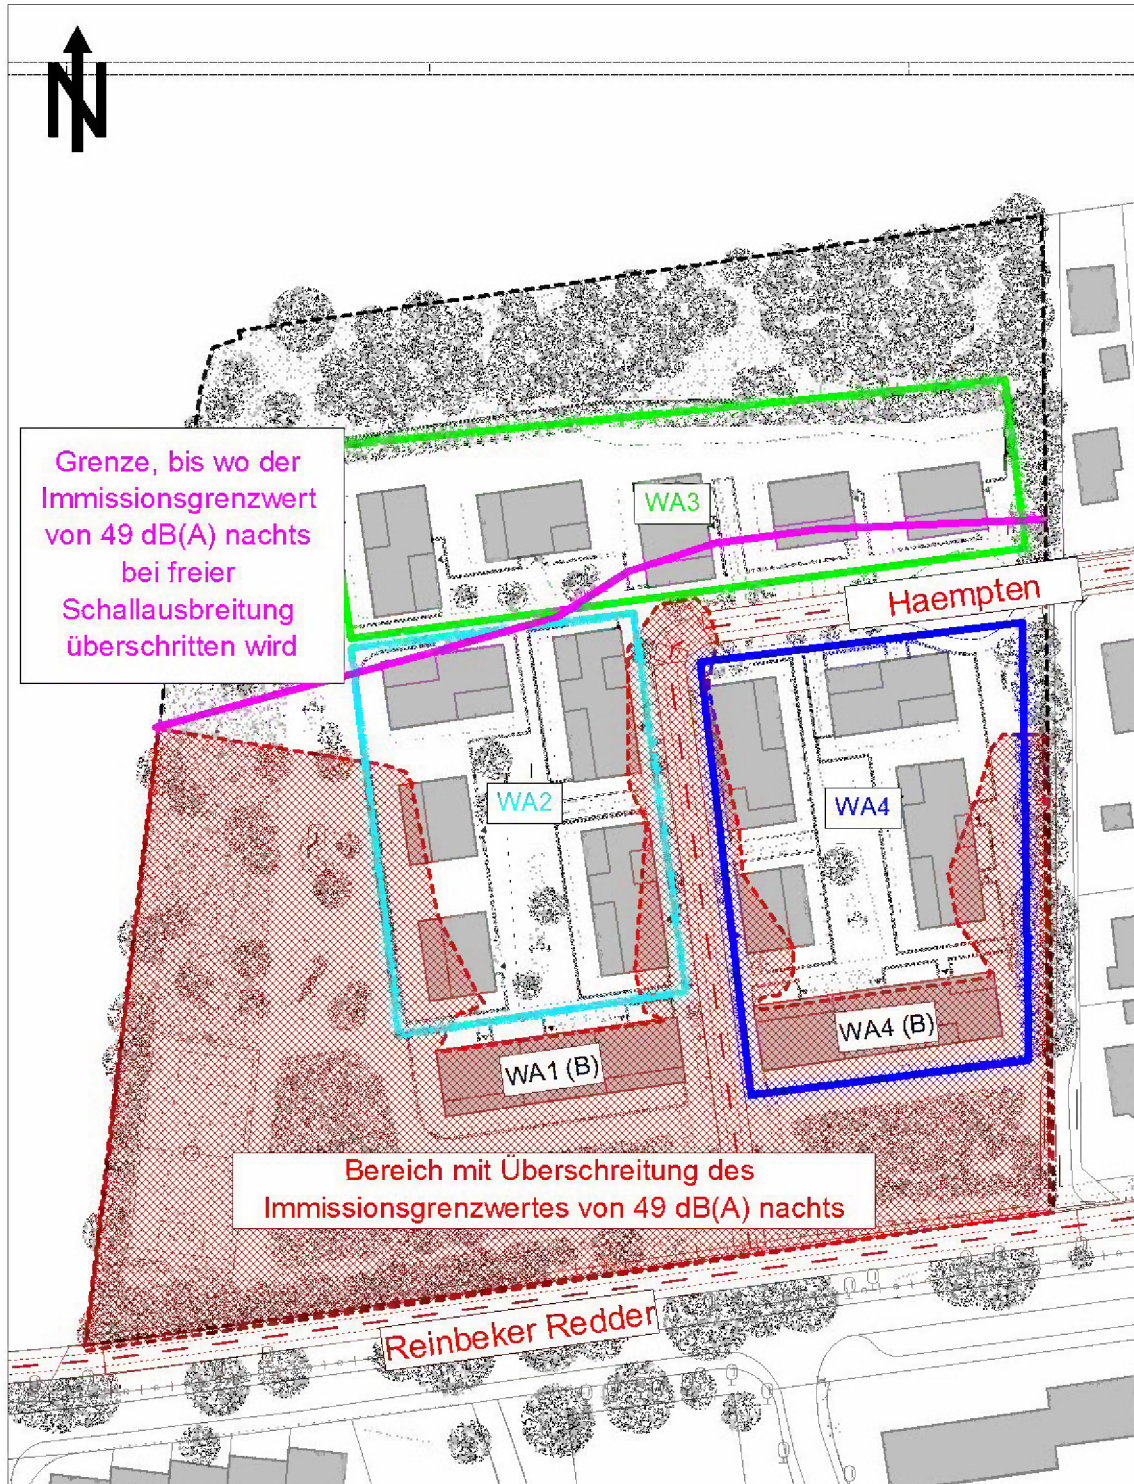 N
Grenze, bis wo der
Immissionsgrenzwert
von 49 dB(A) nachts
bei freier
Schallausbreitung
überschritten wird
WA3
Haempten
WA2
WA4
WA1 (B)
WA4 (B)
Bereich mit Überschreitung des
Immissionsgrenzwertes von 49 dB(A) nachts
Reinbeker Redder